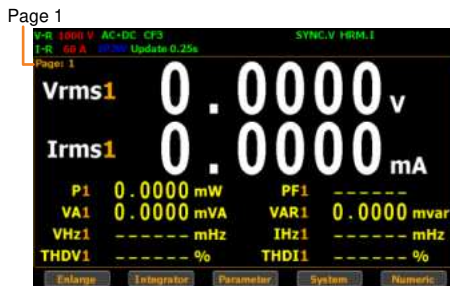 Page 1
V-R 1000 V AC+DC CF3 SYNC.V HRM.I
I-R 60 A Update 0.25s
Page: 1
Vrms1 0.0000 V
Irms1 0.0000 mA
P1 0.0000 mW PF1 ------
VA1 0.0000 mVA VAR1 0.0000 mvar
VHz1 ------ mHz IHz1 ------ mHz
THDV1 ------ % THDI1 ------ %
Enlarge Integrator Parameter System Numeric